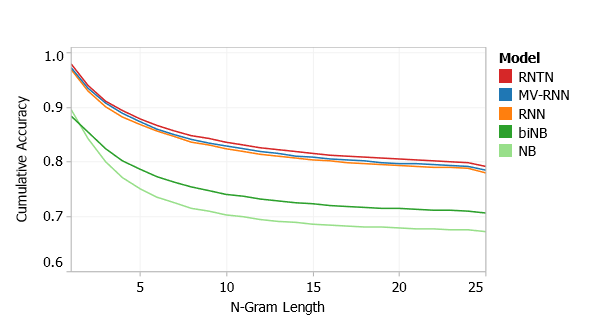 1.0
0.9
0.8
0.7
0.6
Cumulative Accuracy
5
10
15
20
25
N-Gram Length
Model
RNTN
MV-RNN
RNN
biNB
NB